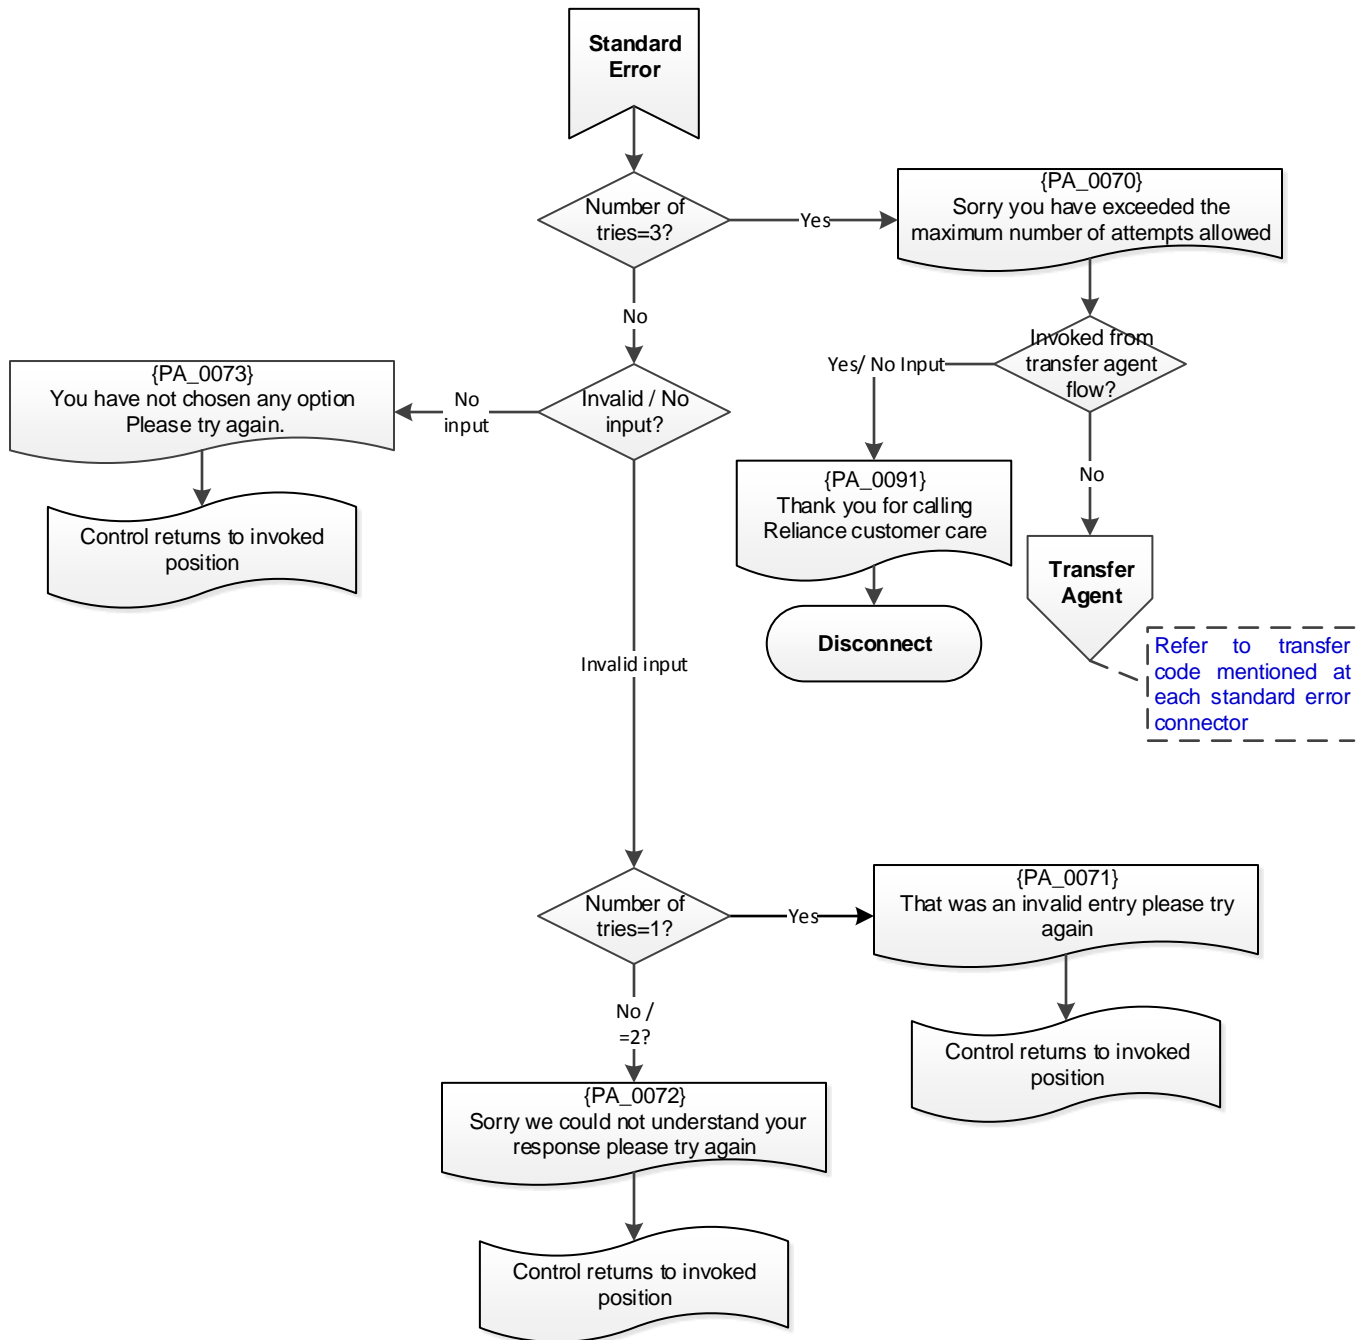 Standard
Error
Number of
tries=3?
Yes
{PA_0070}
Sorry you have exceeded the
maximum number of attempts allowed
No
Invoked from
transfer agent
flow?
Yes/ No Input
{PA_0073}
You have not chosen any option
Please try again.
No
input
Invalid / No
input?
No
{PA_0091}
Thank you for calling
Reliance customer care
Control returns to invoked
position
Transfer
Agent
Disconnect
Refer to transfer
code mentioned at
each standard error
connector
Invalid input
Number of
tries=1?
Yes
{PA_0071}
That was an invalid entry please try
again
No /
=2?
Control returns to invoked
position
{PA_0072}
Sorry we could not understand your
response please try again
Control returns to invoked
position